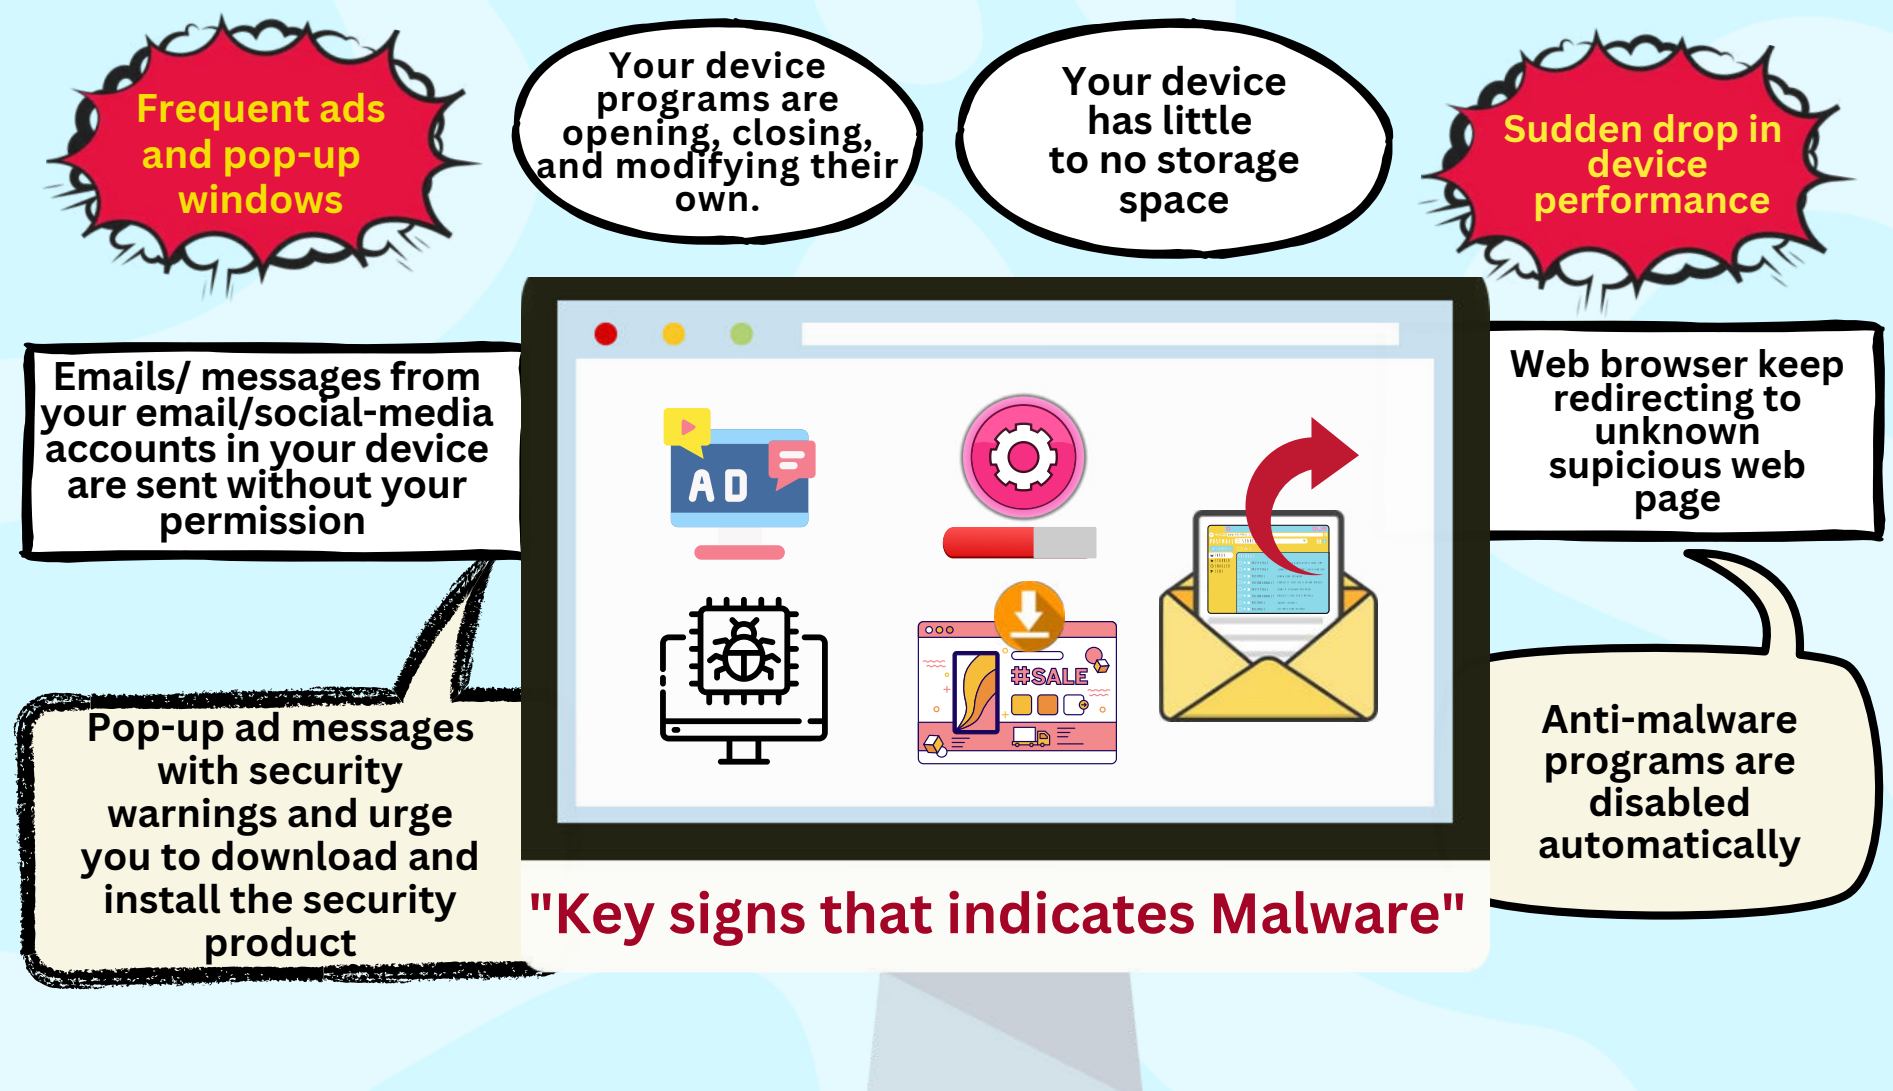 Frequent ads
and pop-up
windows
Your device
programs are
opening, closing,
and modifying their
own.
Your device
has little
to no storage
space
Sudden drop in
device
performance
Emails/ messages from
your email/social-media
accounts in your device
are sent without your
permission
Web browser keep
redirecting to
unknown
supicious web
page
AD
#SALE
Pop-up ad messages
with security
warnings and urge
you to download and
install the security
product
Anti-malware
programs are
disabled
automatically
"Key signs that indicates Malware"